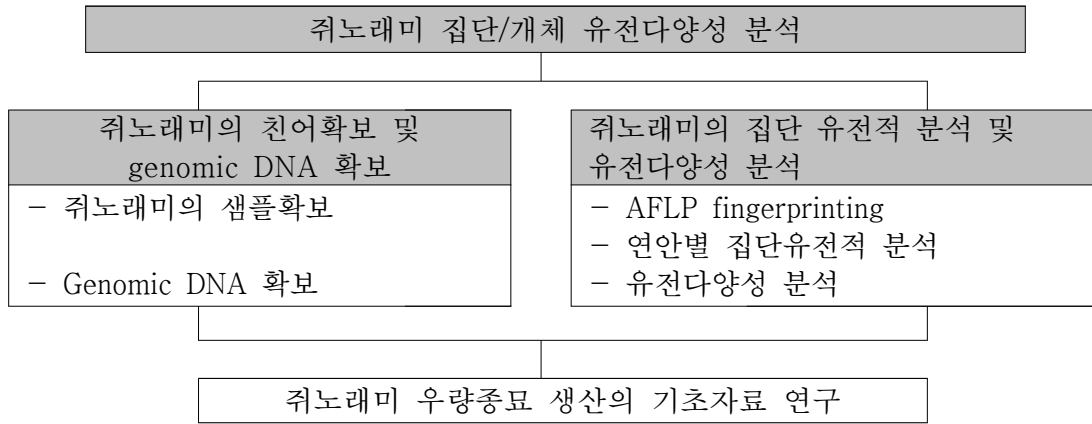 쥐노래미 집단/개체 유전다양성 분석
쥐노래미의 친어확보 및
genomic DNA 확보
- 쥐노래미의 샘플확보
- Genomic DNA 확보
쥐노래미의 집단 유전적 분석 및
유전다양성 분석
- AFLP fingerprinting
- 연안별 집단유전적 분석
- 유전다양성 분석
쥐노래미 우량종묘 생산의 기초자료 연구